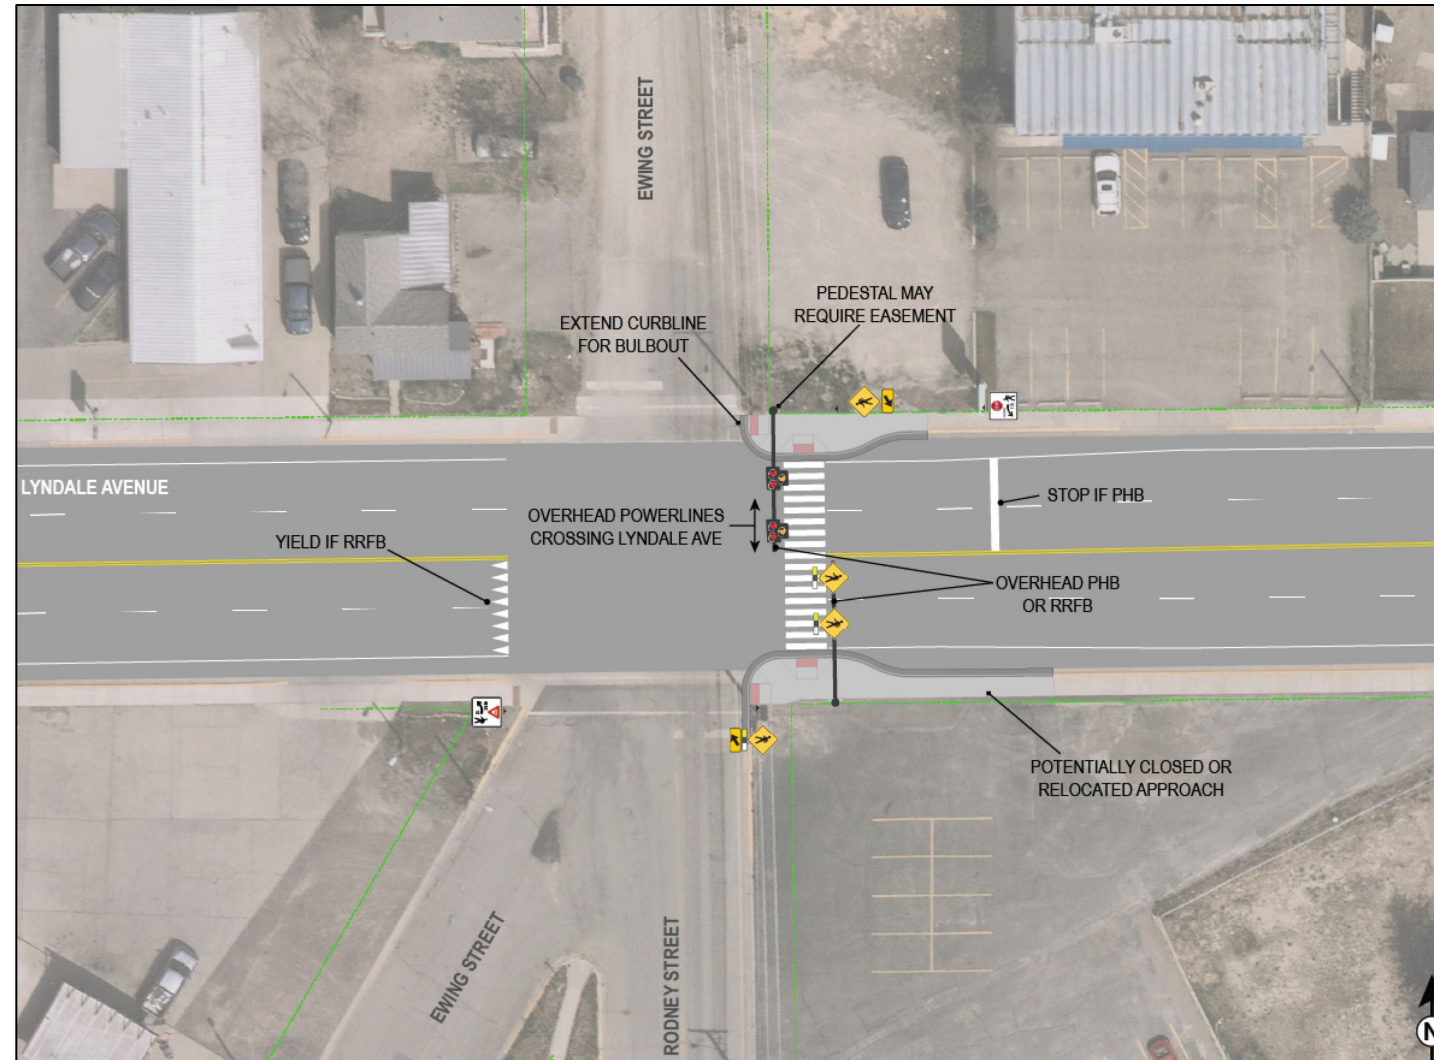 EWING STREET
PEDESTAL MAY
REQUIRE EASEMENT
EXTEND CURBLINE
FOR BULBOUT
LYNDALE AVENUE
STOP IF PHB
OVERHEAD POWERLINES
CROSSING LYNDALE AVE
YIELD IF RRFB
OVERHEAD PHB
OR RRFB
POTENTIALLY CLOSED OR
RELOCATED APPROACH
EWING STREET
RODNEY STREET
N